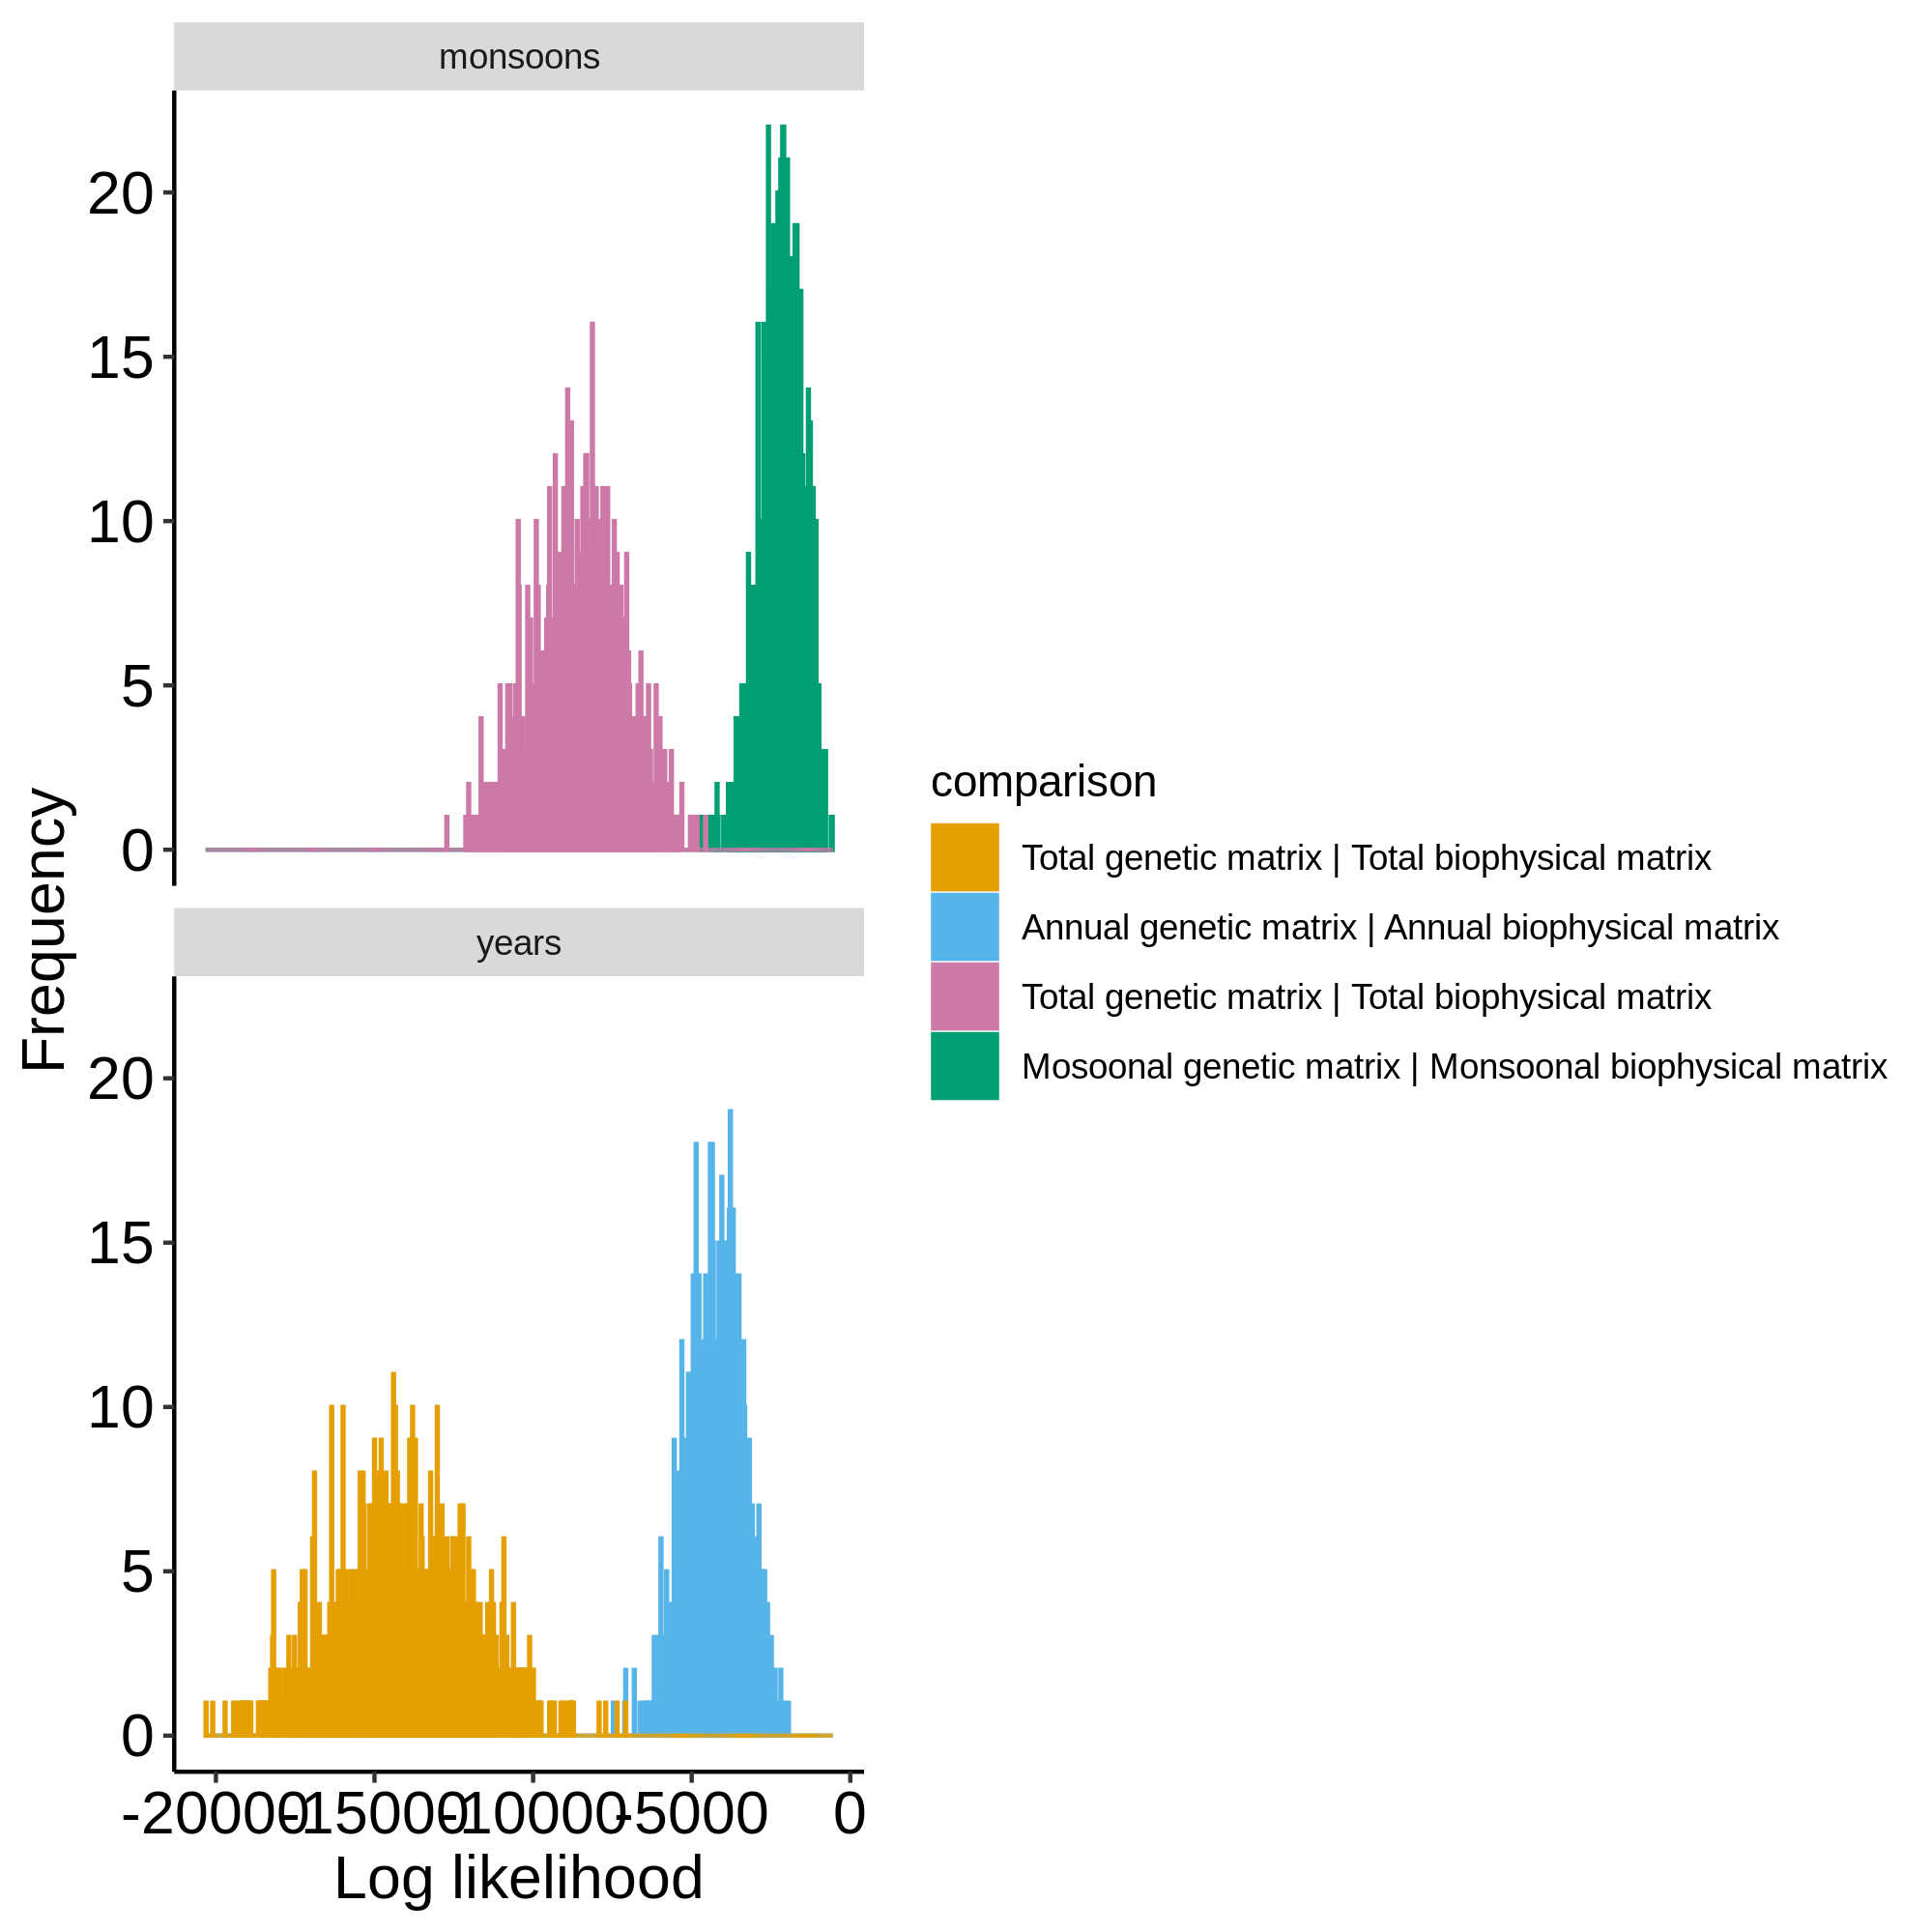 monsoons
20
15
10
5
0
years
20
15
10
5
0
-20000 -15000 -10000 -5000 0
Log likelihood
Frequency
comparison
Total genetic matrix | Total biophysical matrix
Annual genetic matrix | Annual biophysical matrix
Total genetic matrix | Total biophysical matrix
Mosoonal genetic matrix | Monsoonal biophysical matrix